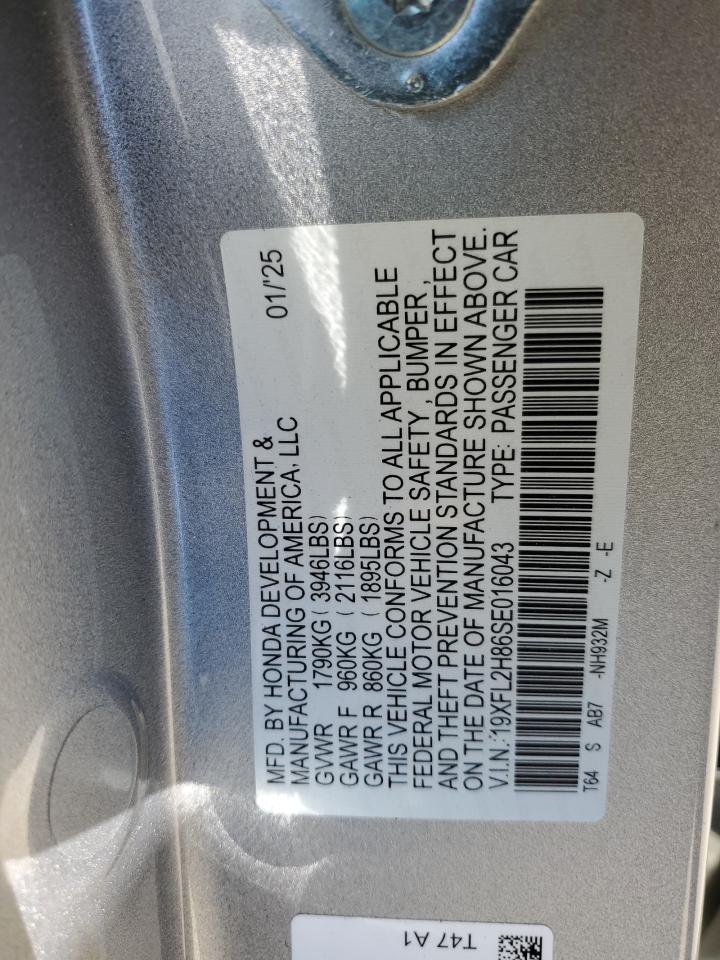 MFD. BY HONDA DEVELOPMENT &
MANUFACTURING OF AMERICA, LLC 01/'25
GVWR 1790KG ( 3946LBS)
GAWR F 960KG ( 2116LBS)
GAWR R 860KG ( 1895LBS)
THIS VEHICLE CONFORMS TO ALL APPLICABLE
FEDERAL MOTOR VEHICLE SAFETY , BUMPER ,
AND THEFT PREVENTION STANDARDS IN EFFECT
ON THE DATE OF MANUFACTURE SHOWN ABOVE.
V.I.N.: 19XFL2H86SE016043 TYPE: PASSENGER CAR
T64 S AB7 -NH932M -Z -E
T47 A1